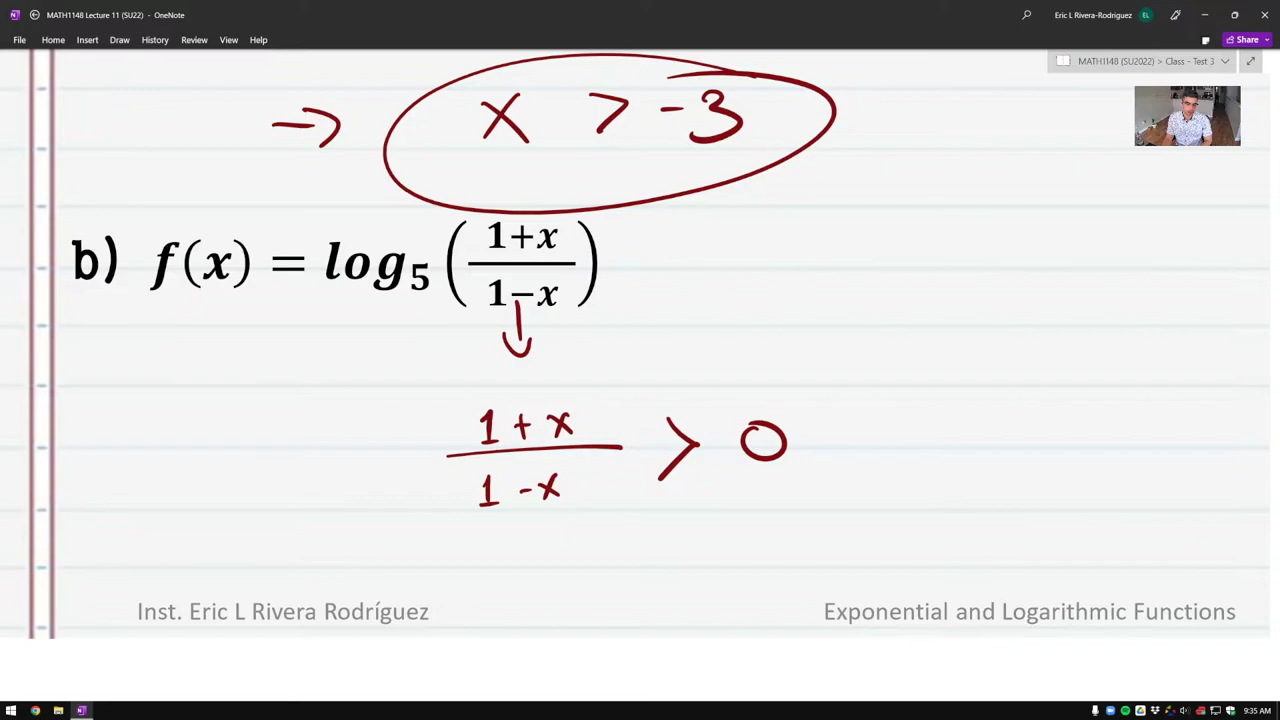 MATH1148 Lecture 11 (SU22) - OneNote
Eric L Rivera-Rodriguez
EL
File Home Insert Draw History Review View Help
Share
MATH1148 (SU2022) > Class - Test 3
→ x > -3
b) f(x) = log₅ ((1+x)/(1−x))
↓
1 + x
> 0
1 - x
Inst. Eric L Rivera Rodríguez
Exponential and Logarithmic Functions
9:35 AM